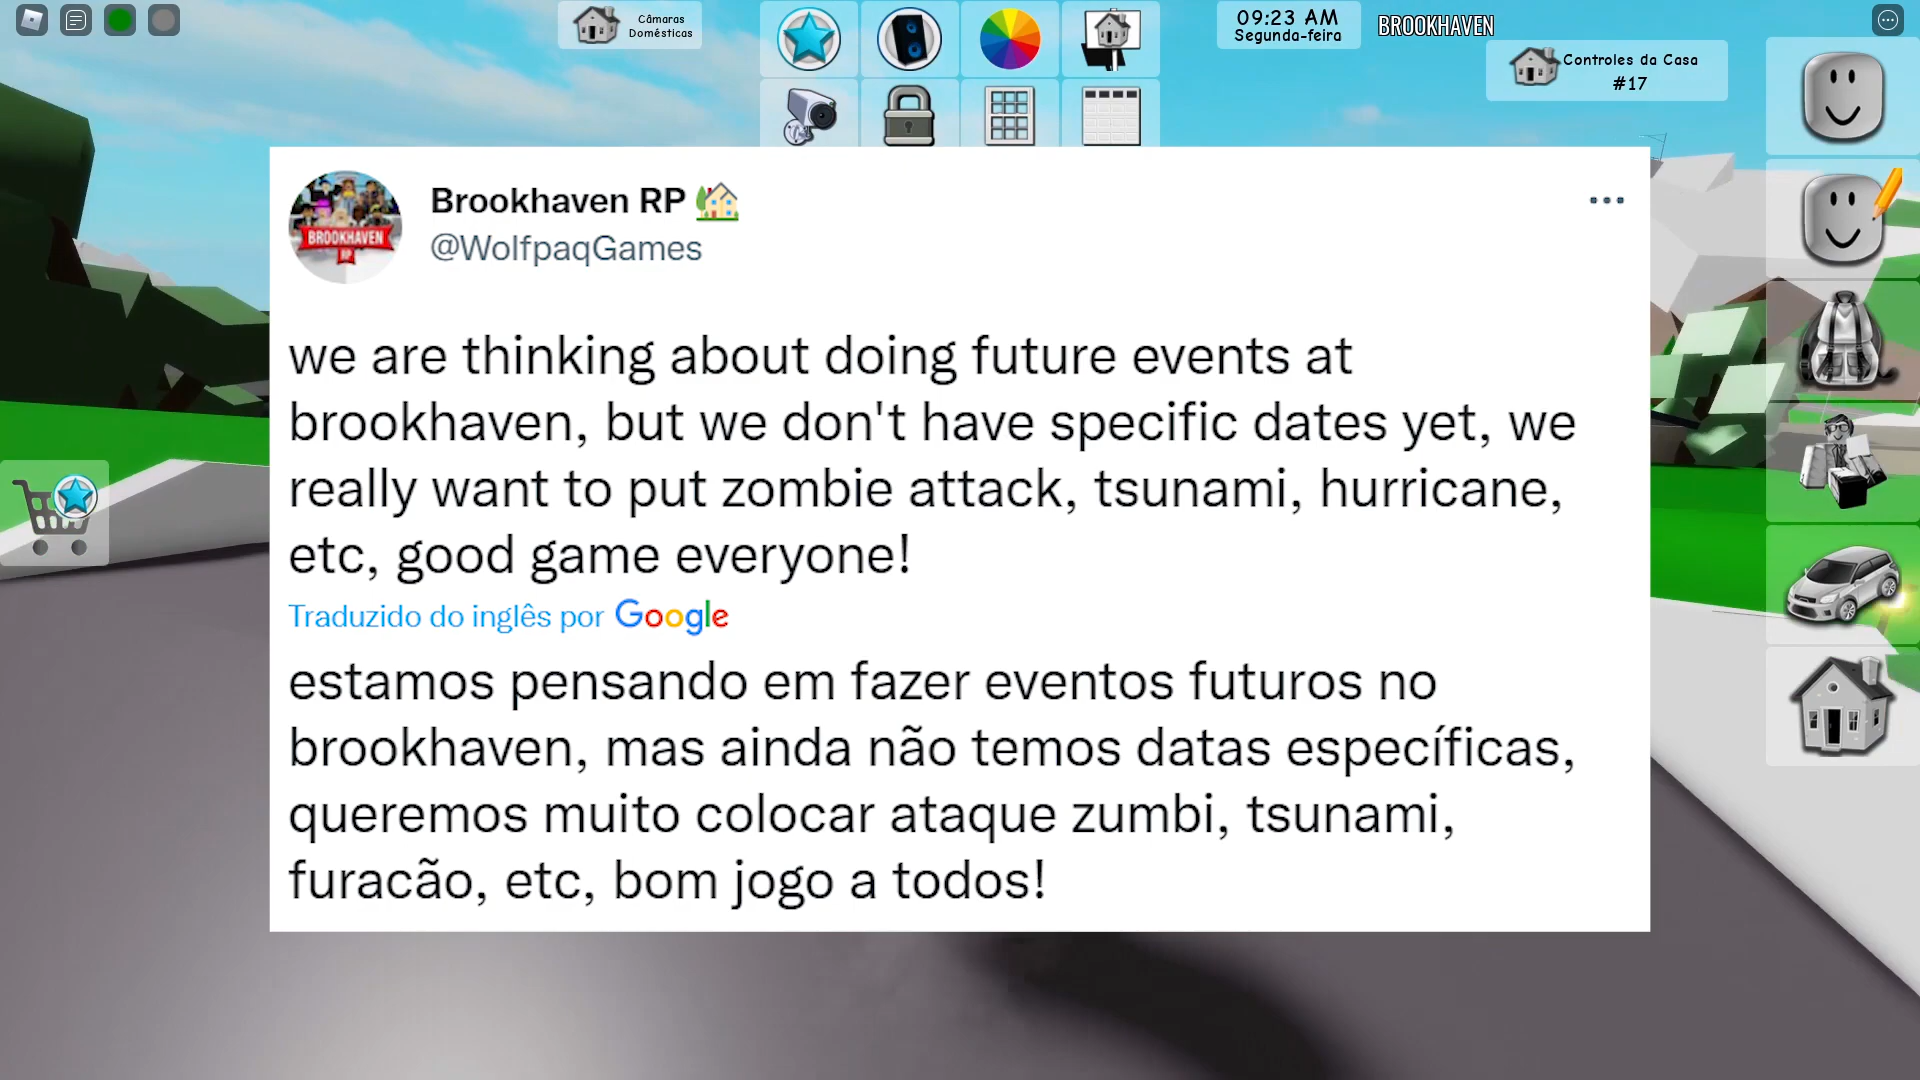 Câmaras
Domésticas
09:23 AM
Segunda-feira
BROOKHAVEN
Controles da Casa
#17
BROOKHAVEN
RP
Brookhaven RP
@WolfpaqGames
we are thinking about doing future events at
brookhaven, but we don't have specific dates yet, we
really want to put zombie attack, tsunami, hurricane,
etc, good game everyone!
Traduzido do inglês por Google
estamos pensando em fazer eventos futuros no
brookhaven, mas ainda não temos datas específicas,
queremos muito colocar ataque zumbi, tsunami,
furacão, etc, bom jogo a todos!